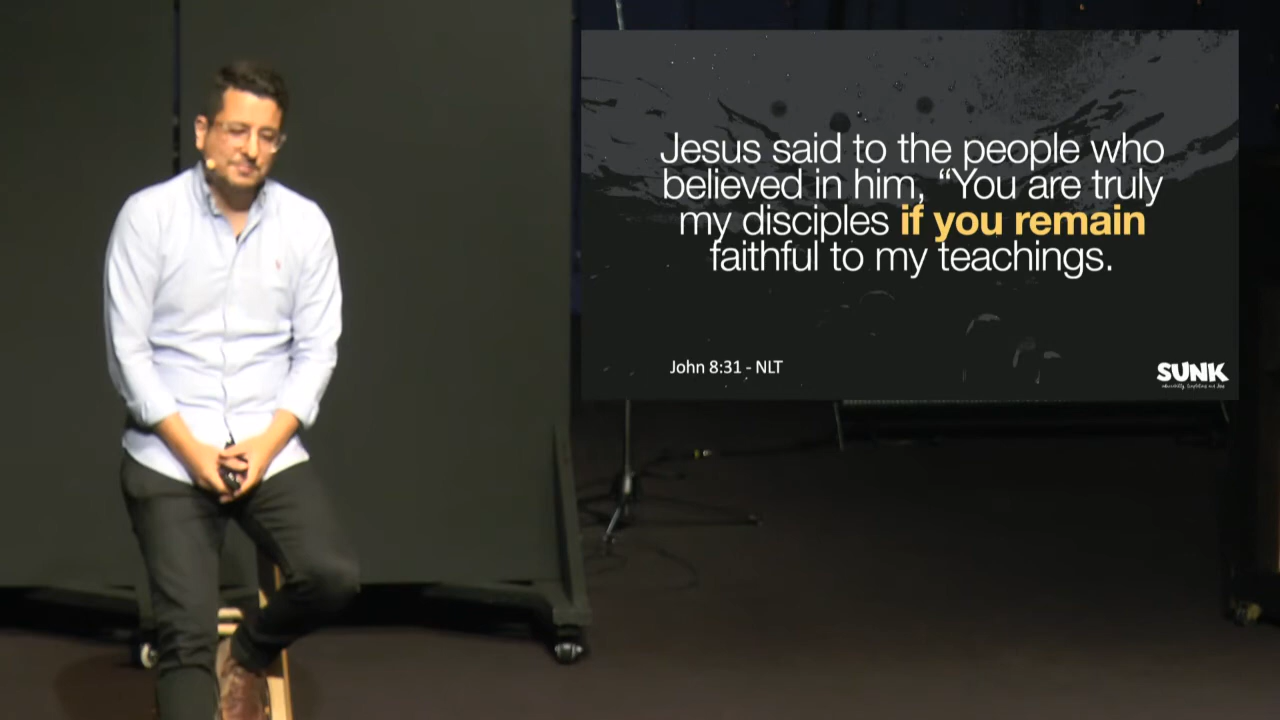 Jesus said to the people who
believed in him, “You are truly
my disciples if you remain
faithful to my teachings.
John 8:31 - NLT
SUNK